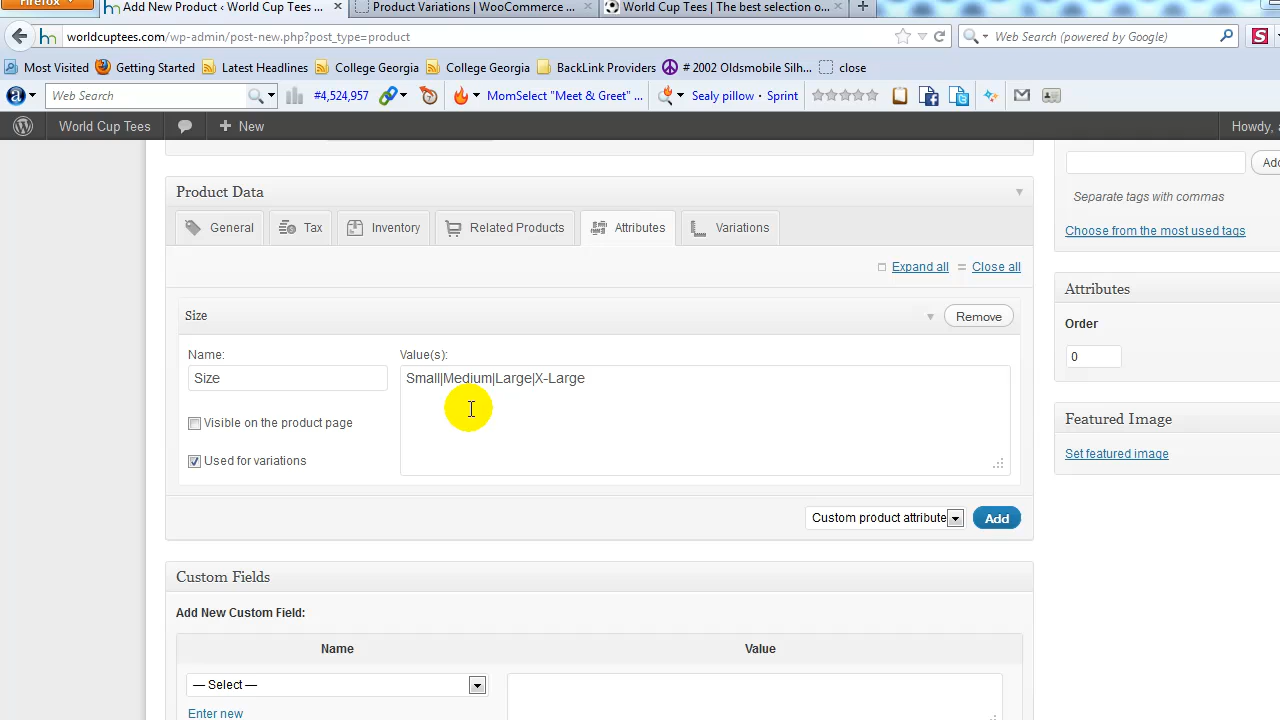 Firefox
Add New Product ‹ World Cup Tees ...
Product Variations | WooCommerce ...
World Cup Tees | The best selection o...
worldcuptees.com/wp-admin/post-new.php?post_type=product
Web Search (powered by Google)
Most Visited
Getting Started
Latest Headlines
College Georgia
College Georgia
BackLink Providers
# 2002 Oldsmobile Silh...
close
Web Search
#4,524,957
MomSelect "Meet & Greet" ...
Sealy pillow · Sprint
World Cup Tees
New
Howdy, a
Product Data
General
Tax
Inventory
Related Products
Attributes
Variations
Expand all
Close all
Size
Remove
Name:
Value(s):
Size
Small|Medium|Large|X-Large
Visible on the product page
Used for variations
Custom product attribute
Add
Custom Fields
Add New Custom Field:
Name
Value
— Select —
Enter new
Add
Separate tags with commas
Choose from the most used tags
Attributes
Order
0
Featured Image
Set featured image